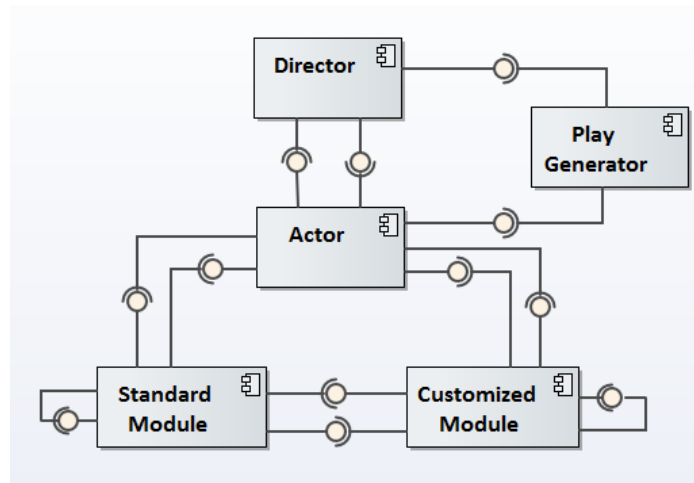 Director
Play
Generator
Actor
Standard
Module
Customized
Module